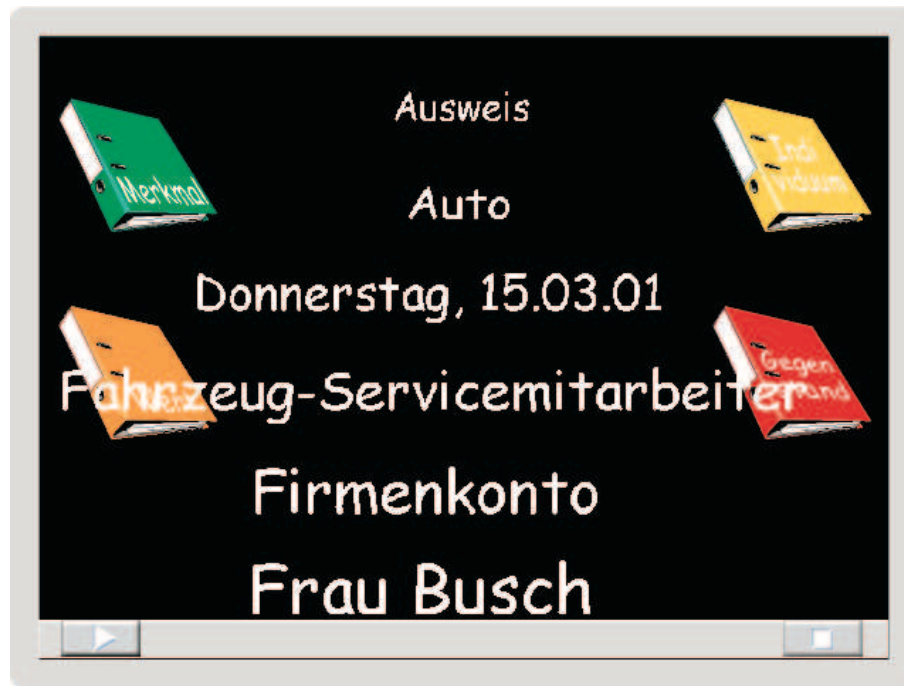 Ausweis
Merkmal
Indi
viduum
Auto
Donnerstag, 15.03.01
Gegen
Fahrzeug-Servicemitarbeiter
Firmenkonto
Frau Busch